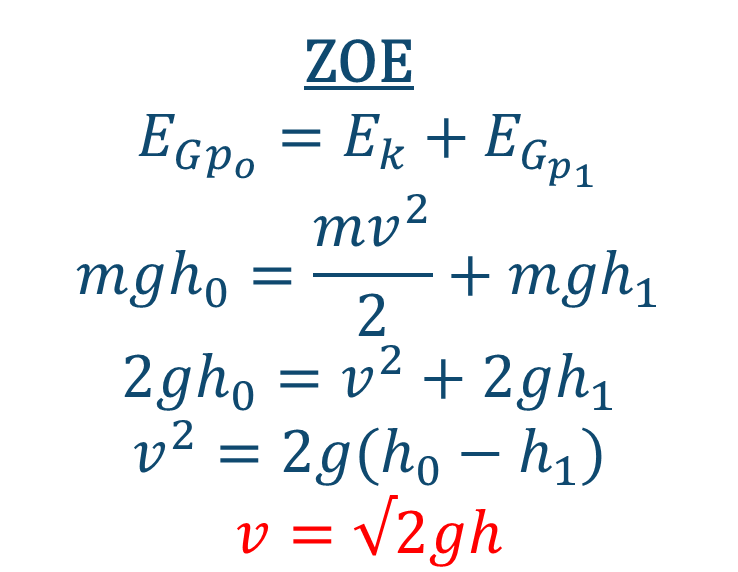 ZOE
E_{Gp_o} = E_k + E_{Gp_1}
mgh_0 = \frac{mv^2}{2} + mgh_1
2gh_0 = v^2 + 2gh_1
v^2 = 2g(h_0 − h_1)
v = √2gh